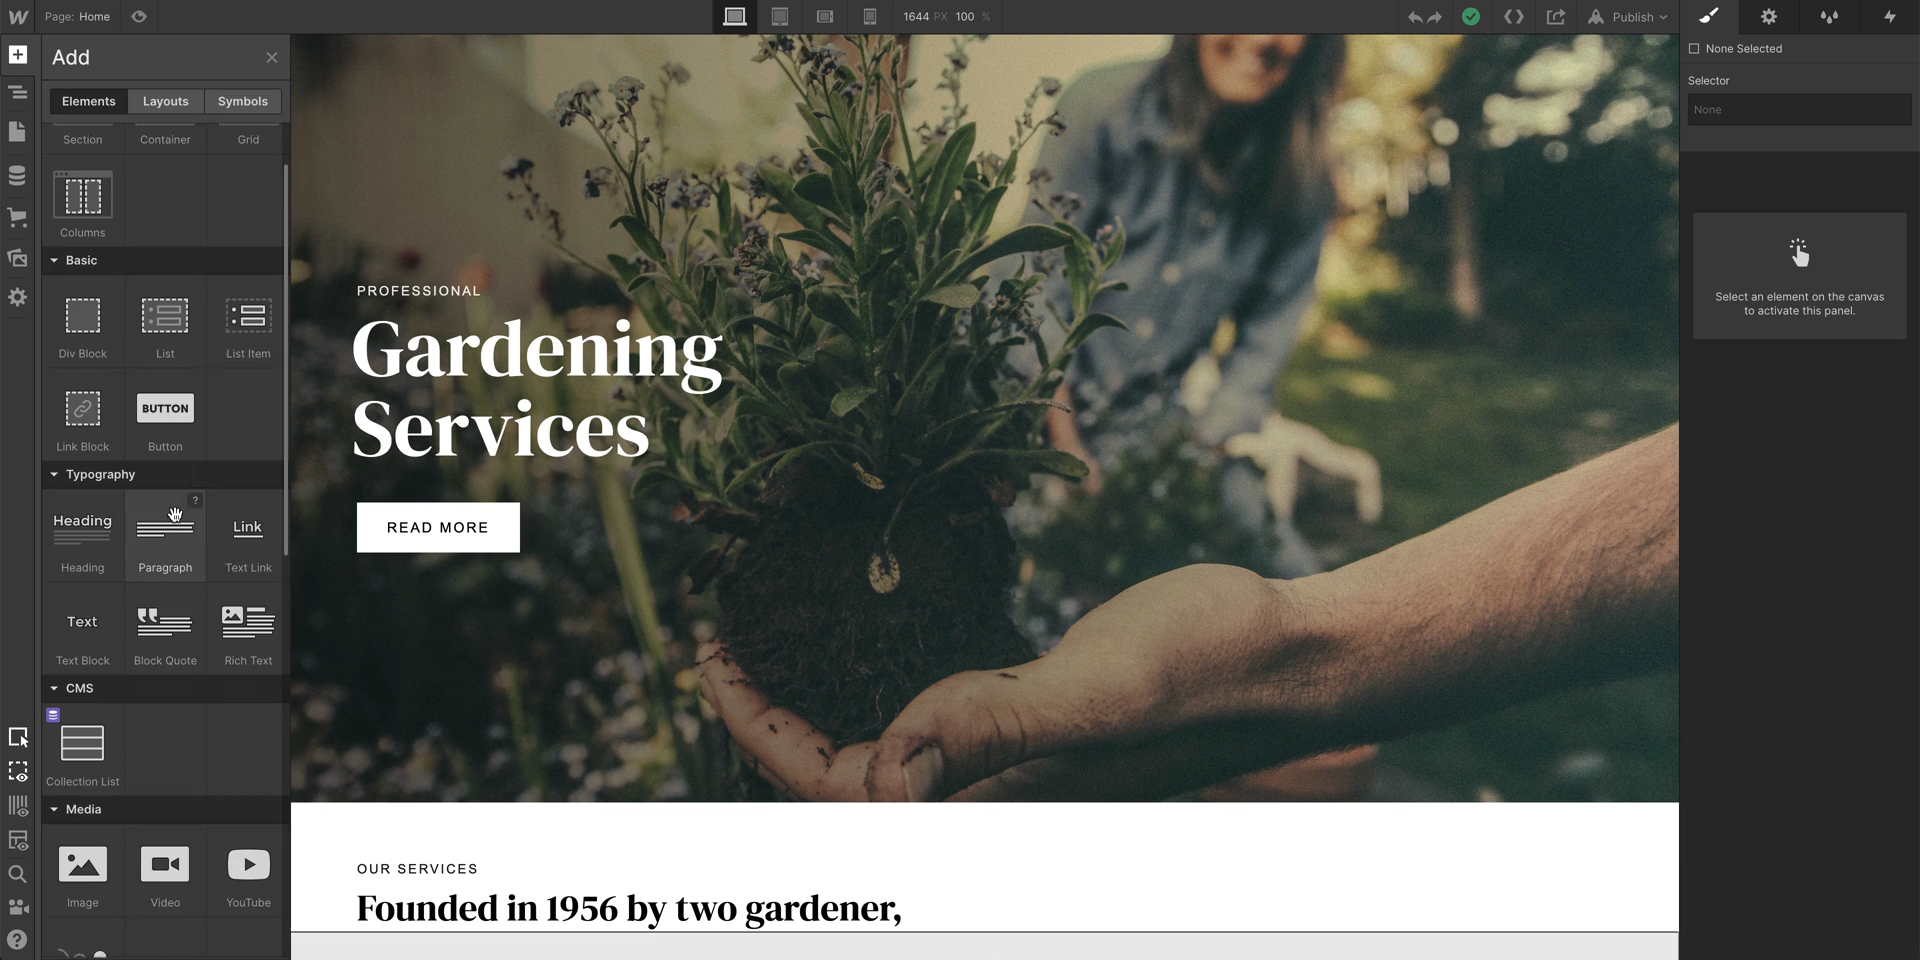 Page: Home
1644 PX 100 %
Publish
Add
Elements Layouts Symbols
Section Container Grid
Columns
Basic
Div Block List List Item
BUTTON
Link Block Button
Typography
?
Heading Link
Heading Paragraph Text Link
Text
Text Block Block Quote Rich Text
CMS
Collection List
Media
Image Video YouTube
PROFESSIONAL
Gardening
Services
READ MORE
OUR SERVICES
Founded in 1956 by two gardener,
None Selected
Selector
None
Select an element on the canvas
to activate this panel.